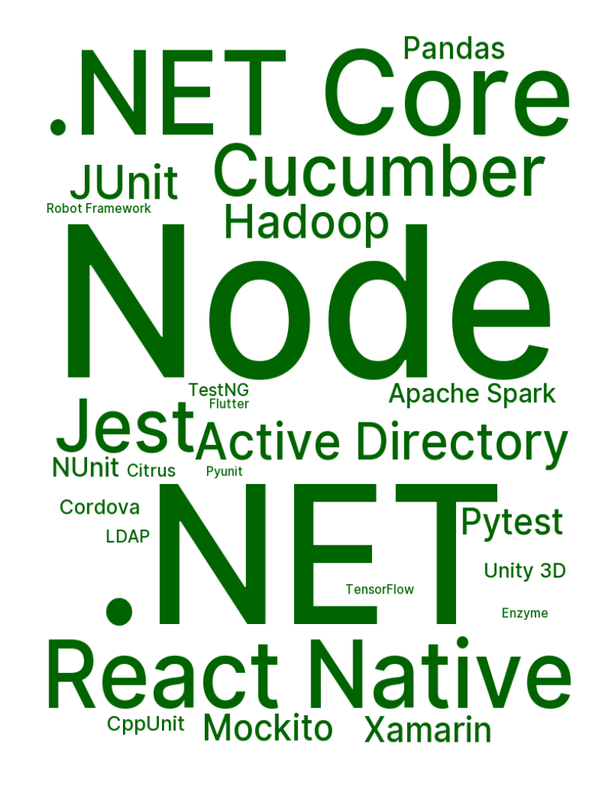 Pandas
.NET Core
Cucumber
JUnit
Robot Framework
Hadoop
Node
TestNG
Apache Spark
Flutter
Jest
Active Directory
NUnit
Citrus
Pyunit
.NET
Cordova
Pytest
LDAP
Unity 3D
TensorFlow
Enzyme
React Native
CppUnit
Mockito
Xamarin